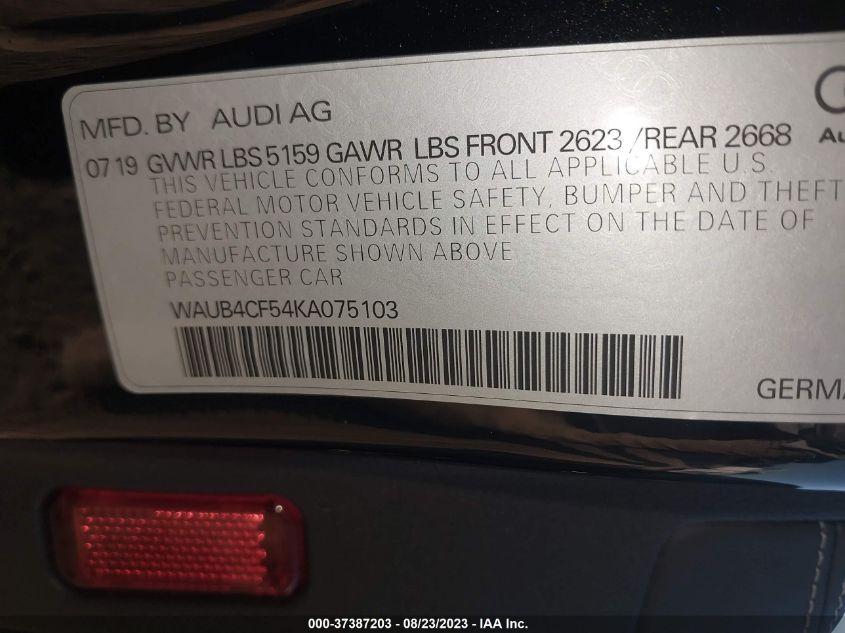 MFD. BY AUDI AG
07 19 GVWR LBS 5159 GAWR LBS FRONT 2623 /REAR 2668
THIS VEHICLE CONFORMS TO ALL APPLICABLE U.S.
FEDERAL MOTOR VEHICLE SAFETY, BUMPER AND THEFT
PREVENTION STANDARDS IN EFFECT ON THE DATE OF
MANUFACTURE SHOWN ABOVE
PASSENGER CAR
WAUB4CF54KA075103
GERMA
000-37387203 - 08/23/2023 - IAA Inc.